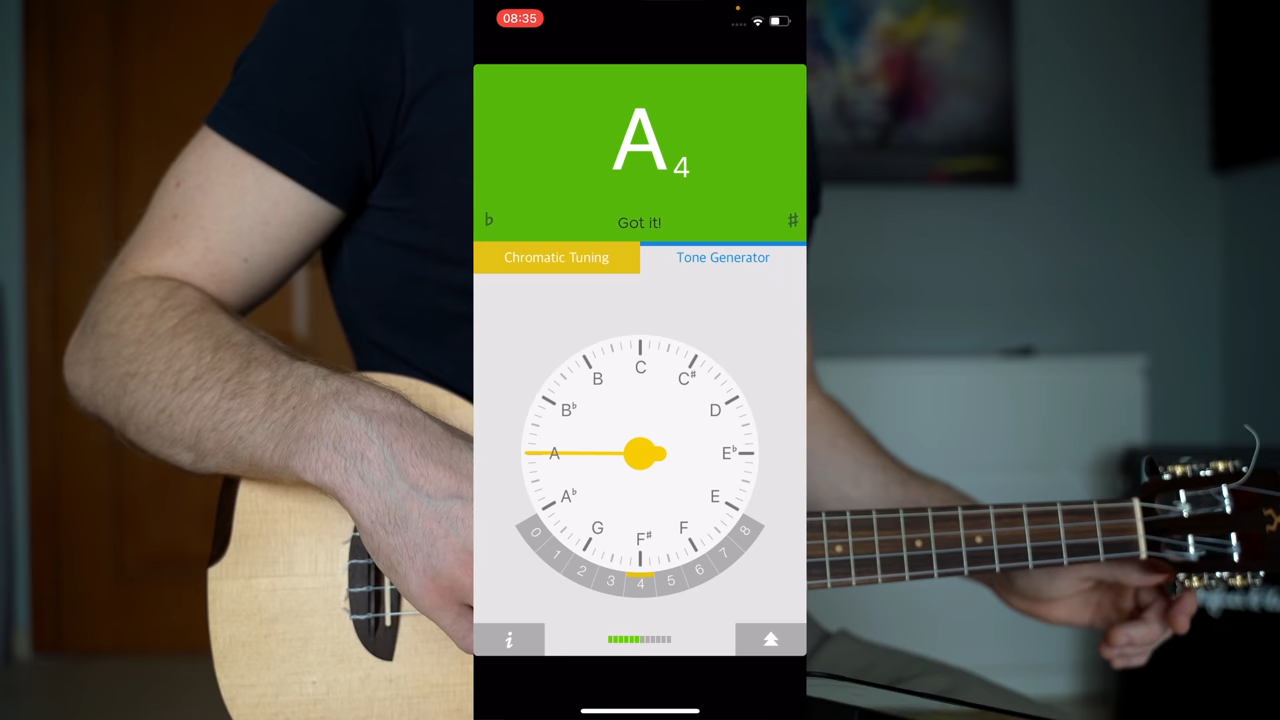 08:35
A4
♭ Got it! ♯
Chromatic Tuning Tone Generator
C
B C♯
B♭ D
A E♭
A♭ E
G F
F♯
0 1 2 3 4 5 6 7 8
i